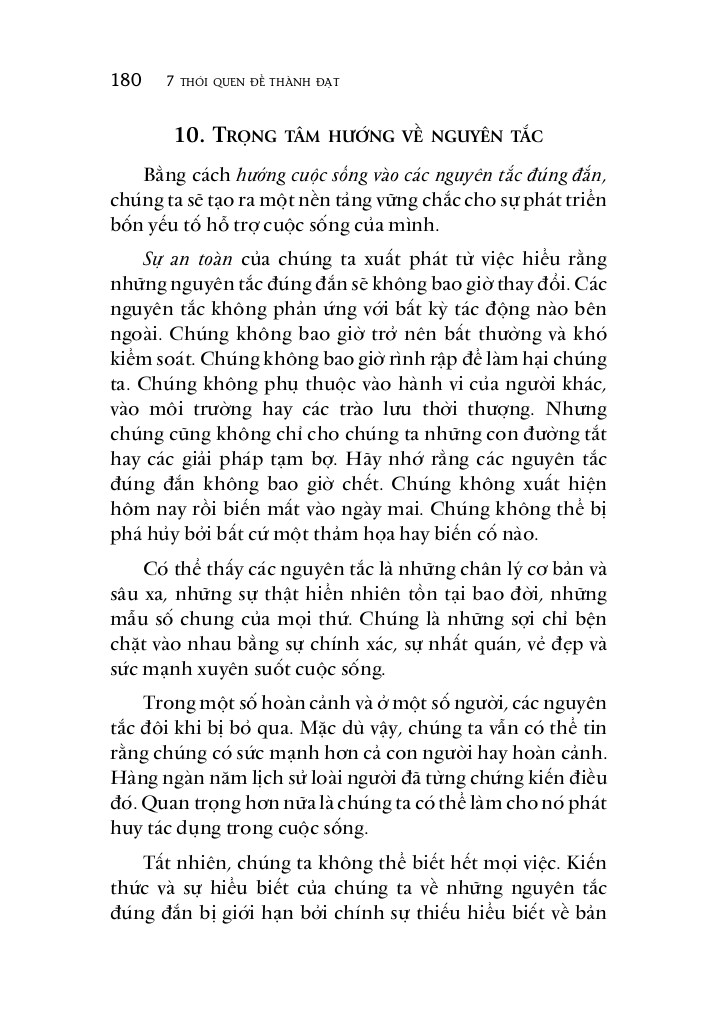 180 7 THÓI QUEN ĐỂ THÀNH ĐẠT
10. TRỌNG TÂM HƯỚNG VỀ NGUYÊN TẮC
Bằng cách hướng cuộc sống vào các nguyên tắc đúng đắn,
chúng ta sẽ tạo ra một nền tảng vững chắc cho sự phát triển
bốn yếu tố hỗ trợ cuộc sống của mình.
Sự an toàn của chúng ta xuất phát từ việc hiểu rằng
những nguyên tắc đúng đắn sẽ không bao giờ thay đổi. Các
nguyên tắc không phản ứng với bất kỳ tác động nào bên
ngoài. Chúng không bao giờ trở nên bất thường và khó
kiểm soát. Chúng không bao giờ rình rập để làm hại chúng
ta. Chúng không phụ thuộc vào hành vi của người khác,
vào môi trường hay các trào lưu thời thượng. Nhưng
chúng cũng không chỉ cho chúng ta những con đường tắt
hay các giải pháp tạm bợ. Hãy nhớ rằng các nguyên tắc
đúng đắn không bao giờ chết. Chúng không xuất hiện
hôm nay rồi biến mất vào ngày mai. Chúng không thể bị
phá hủy bởi bất cứ một thảm họa hay biến cố nào.
Có thể thấy các nguyên tắc là những chân lý cơ bản và
sâu xa, những sự thật hiển nhiên tồn tại bao đời, những
mẫu số chung của mọi thứ. Chúng là những sợi chỉ bện
chặt vào nhau bằng sự chính xác, sự nhất quán, vẻ đẹp và
sức mạnh xuyên suốt cuộc sống.
Trong một số hoàn cảnh và ở một số người, các nguyên
tắc đôi khi bị bỏ qua. Mặc dù vậy, chúng ta vẫn có thể tin
rằng chúng có sức mạnh hơn cả con người hay hoàn cảnh.
Hàng ngàn năm lịch sử loài người đã từng chứng kiến điều
đó. Quan trọng hơn nữa là chúng ta có thể làm cho nó phát
huy tác dụng trong cuộc sống.
Tất nhiên, chúng ta không thể biết hết mọi việc. Kiến
thức và sự hiểu biết của chúng ta về những nguyên tắc
đúng đắn bị giới hạn bởi chính sự thiếu hiểu biết về bản